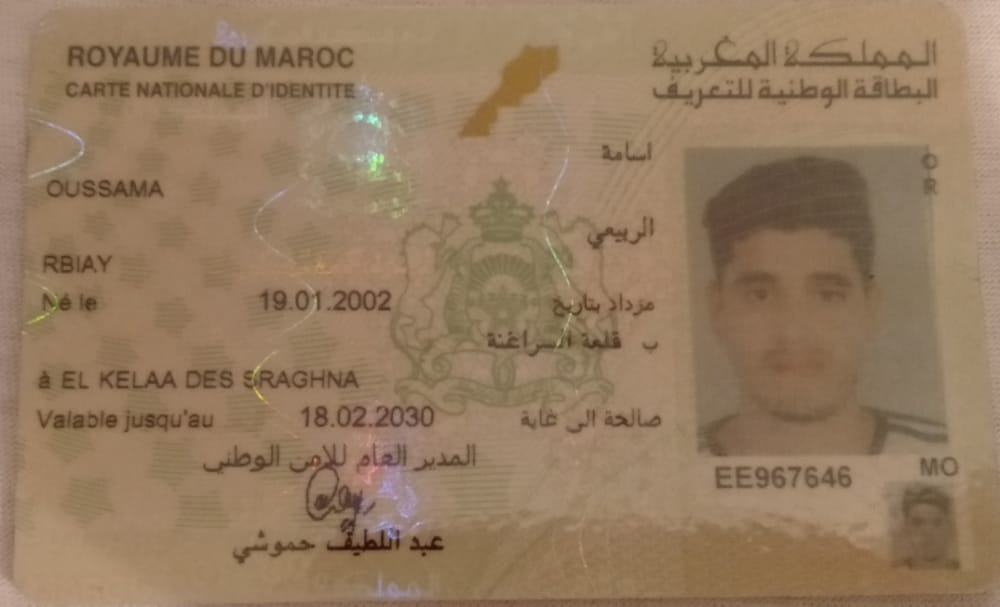 ROYAUME DU MAROC
المملكة المغربية
CARTE NATIONALE D'IDENTITE
البطاقة الوطنية للتعريف
اسامة
OUSSAMA
الربيعي
RBIAY
Né le 19.01.2002 مزداد بتاريخ
ب قلعة السراغنة
à EL KELAA DES SRAGHNA
Valable jusqu'au 18.02.2030 صالحة الى غاية
المدير العام للامن الوطني
عبد اللطيف حموشي
EE967646
MO